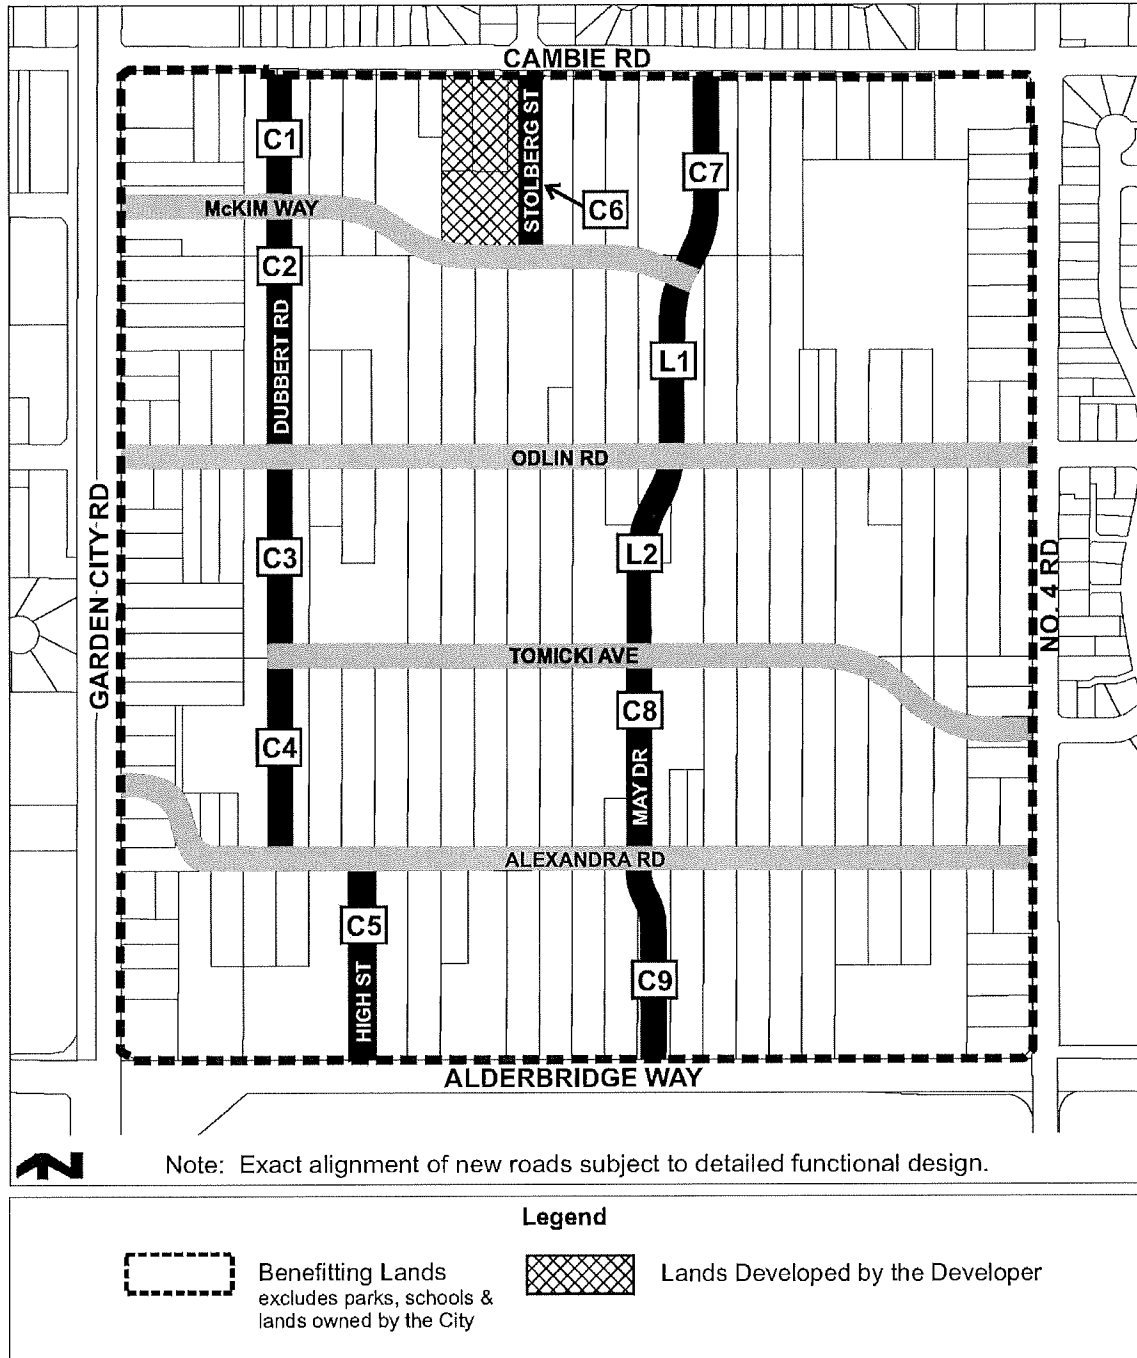 CAMBIE RD
C1
STOLBERG ST
C7
McKIM WAY
C6
C2
DUBBERT RD
L1
ODLIN RD
GARDEN CITY RD
C3
L2
NO. 4 RD
TOMICKI AVE
C8
C4
MAY DR
ALEXANDRA RD
C5
HIGH ST
C9
ALDERBRIDGE WAY
N
Note: Exact alignment of new roads subject to detailed functional design.
Legend
Benefitting Lands
excludes parks, schools &
lands owned by the City
Lands Developed by the Developer